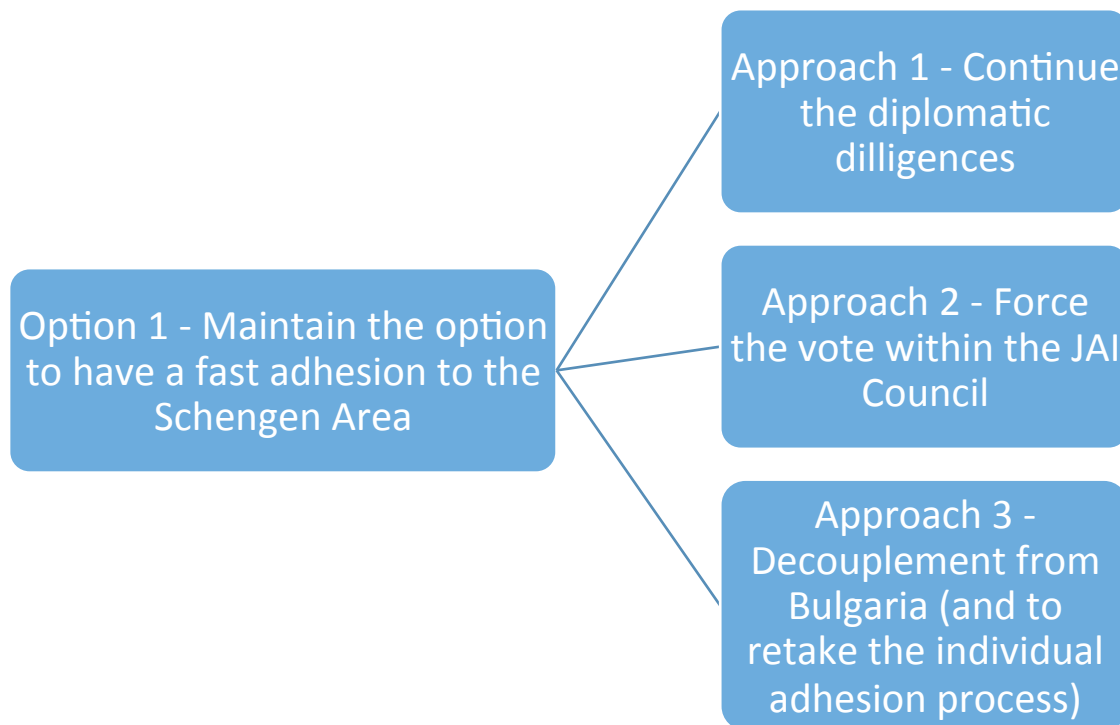 Option 1 - Maintain the option
to have a fast adhesion to the
Schengen Area
Approach 1 - Continue
the diplomatic
dilligences
Approach 2 - Force
the vote within the JAI
Council
Approach 3 -
Decouplement from
Bulgaria (and to
retake the individual
adhesion process)